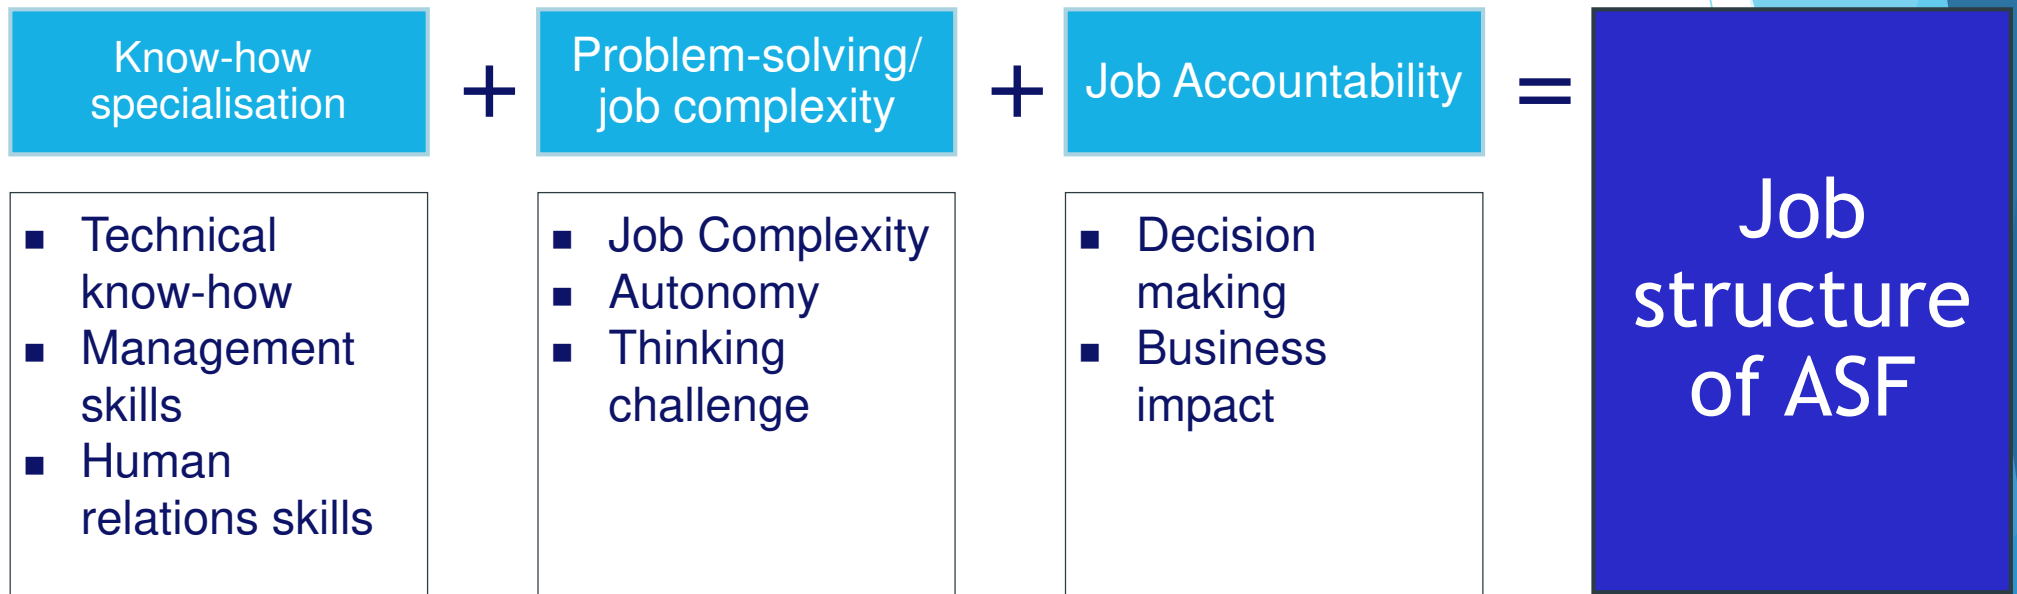 Know-how
specialisation
+
Problem-solving/
job complexity
+
Job Accountability
=
■ Technical
know-how
■ Management
skills
■ Human
relations skills
■ Job Complexity
■ Autonomy
■ Thinking
challenge
■ Decision
making
■ Business
impact
Job
structure
of ASF